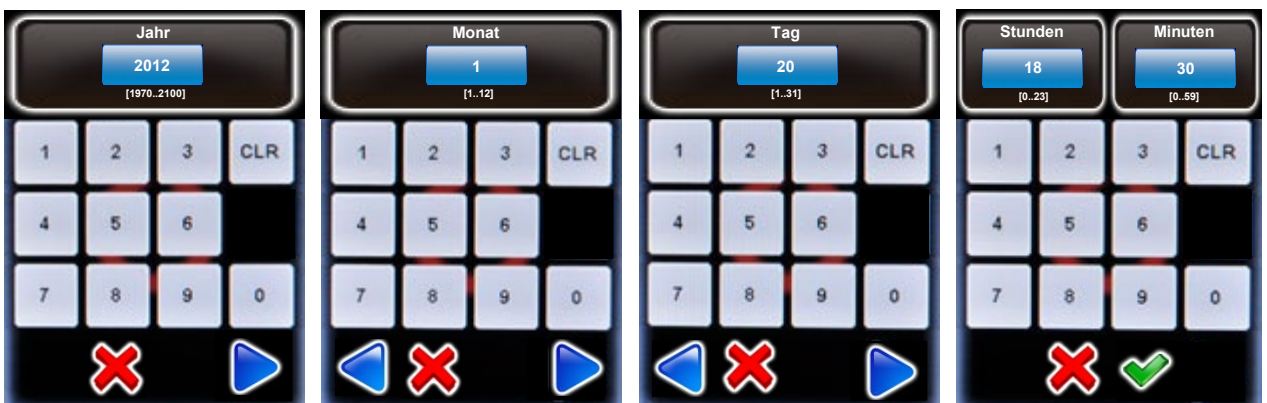 Jahr
2012
[1970..2100]
1 2 3 CLR
4 5 6
7 8 9 0
Monat
1
[1..12]
1 2 3 CLR
4 5 6
7 8 9 0
Tag
20
[1..31]
1 2 3 CLR
4 5 6
7 8 9 0
Stunden Minuten
18 30
[0..23] [0..59]
1 2 3 CLR
4 5 6
7 8 9 0